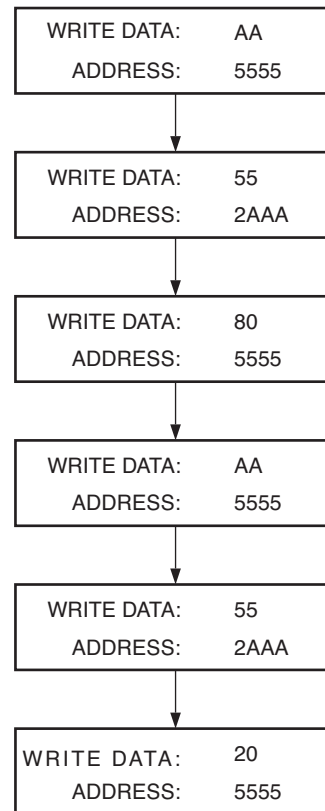 WRITE DATA: AA
ADDRESS: 5555
WRITE DATA: 55
ADDRESS: 2AAA
WRITE DATA: 80
ADDRESS: 5555
WRITE DATA: AA
ADDRESS: 5555
WRITE DATA: 55
ADDRESS: 2AAA
WRITE DATA: 20
ADDRESS: 5555